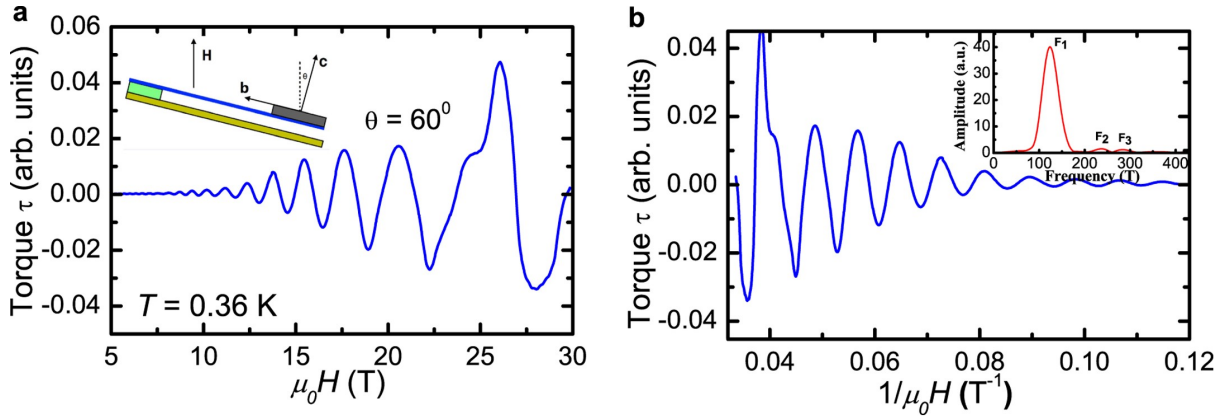 a
0.06
0.04
0.02
0.00
-0.02
-0.04
Torque τ (arb. units)
H
c
θ
b
θ = 60⁰
T = 0.36 K
5 10 15 20 25 30
μ₀H (T)
b
0.04
0.02
0.00
-0.02
-0.04
Torque τ (arb. units)
40
30
20
10
0
Amplitude (a.u.)
F₁
F₂ F₃
0 100 200 300 400
Frequency (T)
0.04 0.06 0.08 0.10 0.12
1/μ₀H (T⁻¹)